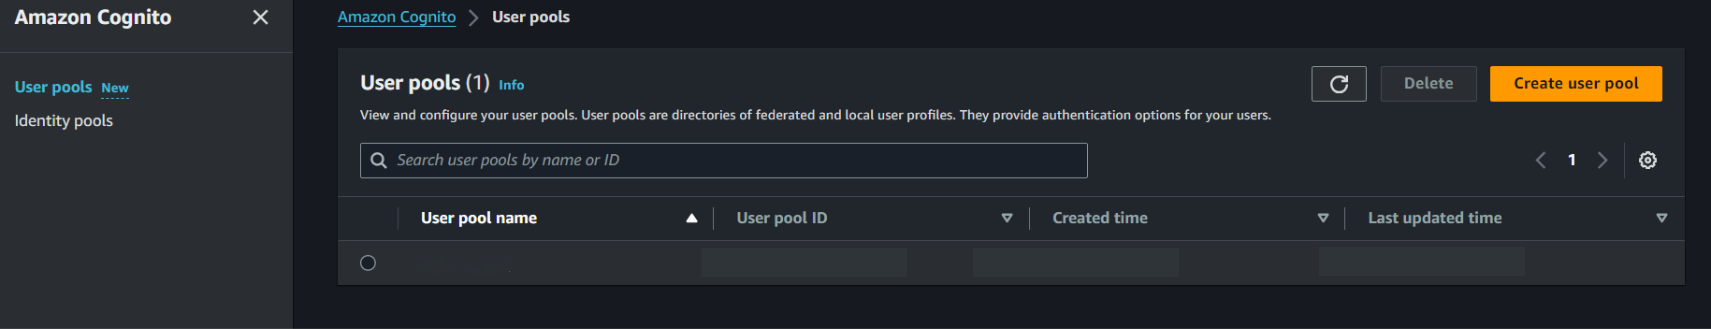 Amazon Cognito
Amazon Cognito User pools
User pools New
Identity pools
User pools (1) Info
Delete
Create user pool
View and configure your user pools. User pools are directories of federated and local user profiles. They provide authentication options for your users.
Search user pools by name or ID
1
User pool name
User pool ID
Created time
Last updated time